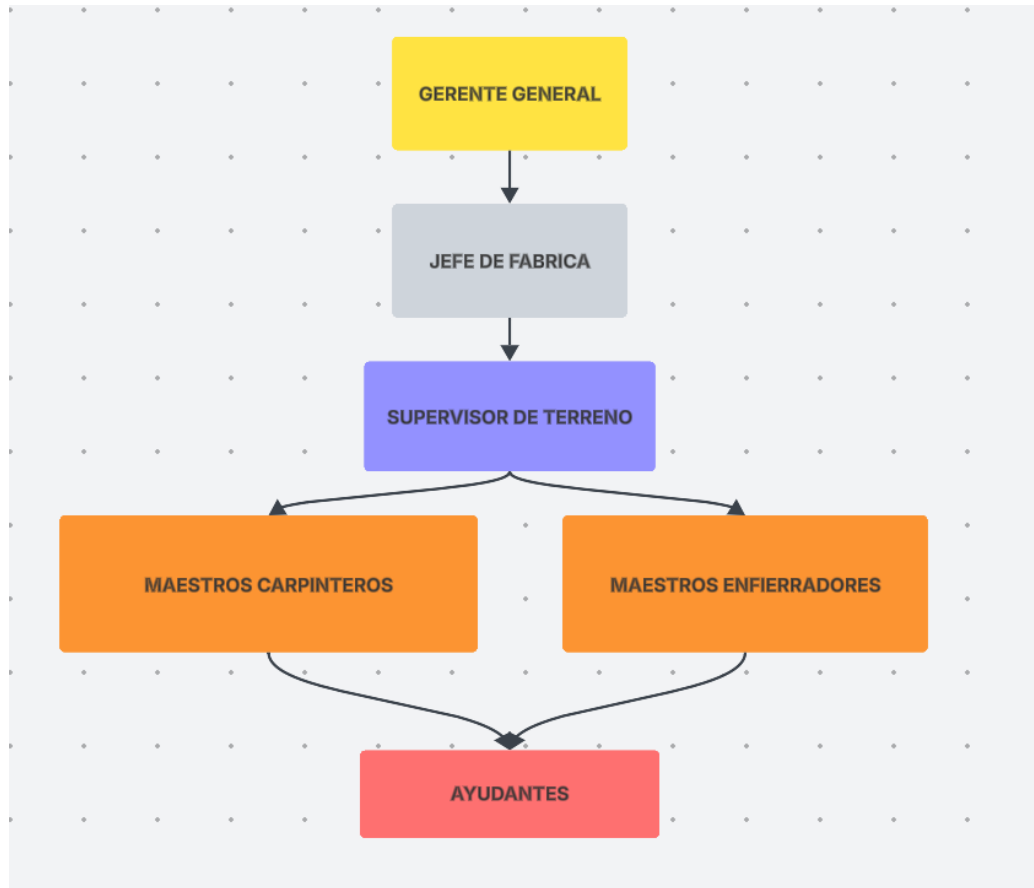 GERENTE GENERAL
JEFE DE FABRICA
SUPERVISOR DE TERRENO
MAESTROS CARPINTEROS
MAESTROS ENFIERRADORES
AYUDANTES